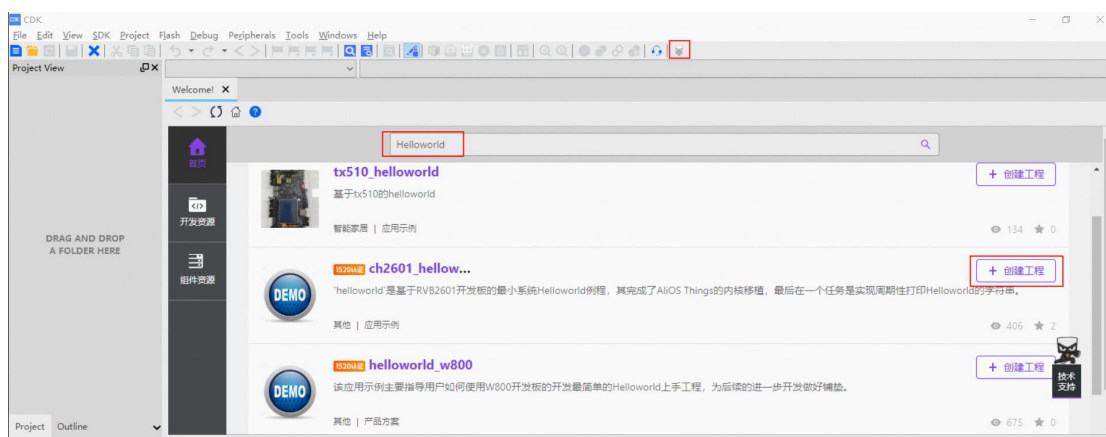 CDK CDK
File Edit View SDK Project Flash Debug Peripherals Tools Windows Help
Project View
Welcome! X
Helloworld
首页
开发资源
组件资源
DRAG AND DROP
A FOLDER HERE
tx510_helloworld
+ 创建工程
基于tx510的helloworld
智能家居 | 应用示例
134 0
1520认证 ch2601_hellow...
+ 创建工程
DEMO
`helloworld`是基于RVB2601开发板的最小系统Helloworld例程，其完成了AliOS Things的内核移植，最后在一个任务是实现周期性打印Helloworld的字符串。
其他 | 应用示例
406 2
1520认证 helloworld_w800
+ 创建工程
技术
支持
DEMO
该应用示例主要指导用户如何使用W800开发板的开发最简单的Helloworld上手工程，为后续的进一步开发做好铺垫。
其他 | 产品方案
675 0
Project Outline